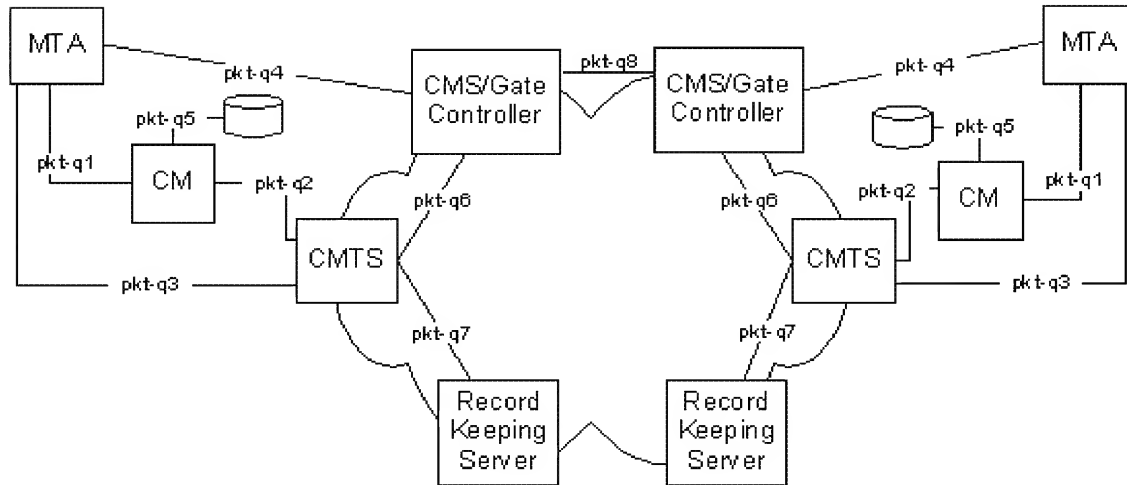 MTA
MTA
pkt-q4
pkt-q8
pkt-q4
CMS/Gate
Controller
CMS/Gate
Controller
pkt-q5
pkt-q5
pkt-q1
CM
pkt-q2
pkt-q6
pkt-q6
pkt-q2
CM
pkt-q1
CMTS
CMTS
pkt-q3
pkt-q3
pkt-q7
pkt-q7
Record
Keeping
Server
Record
Keeping
Server